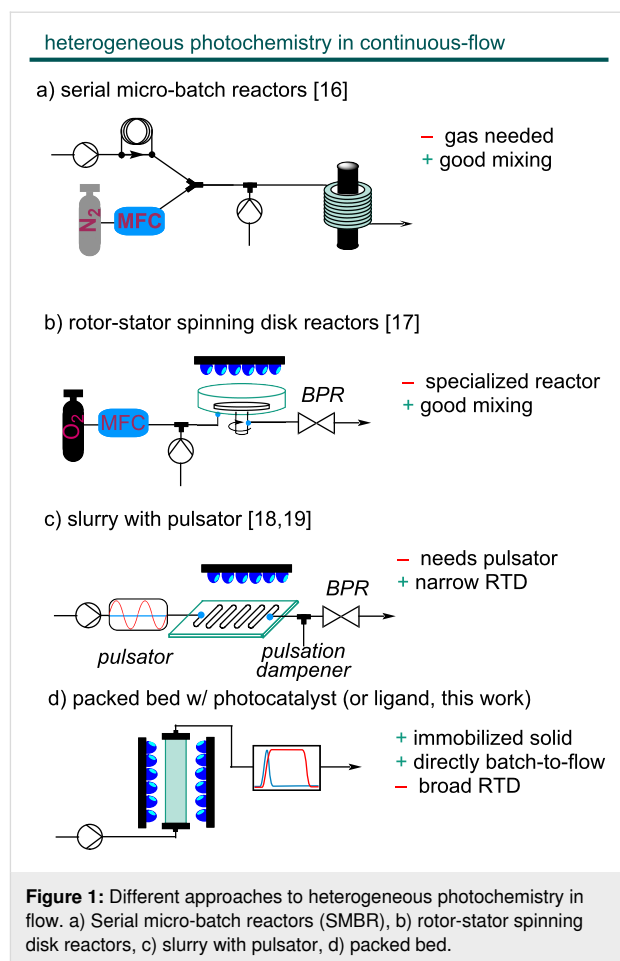 heterogeneous photochemistry in continuous-flow
a) serial micro-batch reactors [16]
– gas needed
+ good mixing
N2
MFC
b) rotor-stator spinning disk reactors [17]
BPR
– specialized reactor
+ good mixing
O2
MFC
c) slurry with pulsator [18,19]
– needs pulsator
+ narrow RTD
BPR
pulsator
pulsation
dampener
d) packed bed w/ photocatalyst (or ligand, this work)
+ immobilized solid
+ directly batch-to-flow
– broad RTD
Figure 1: Different approaches to heterogeneous photochemistry in
flow. a) Serial micro-batch reactors (SMBR), b) rotor-stator spinning
disk reactors, c) slurry with pulsator, d) packed bed.